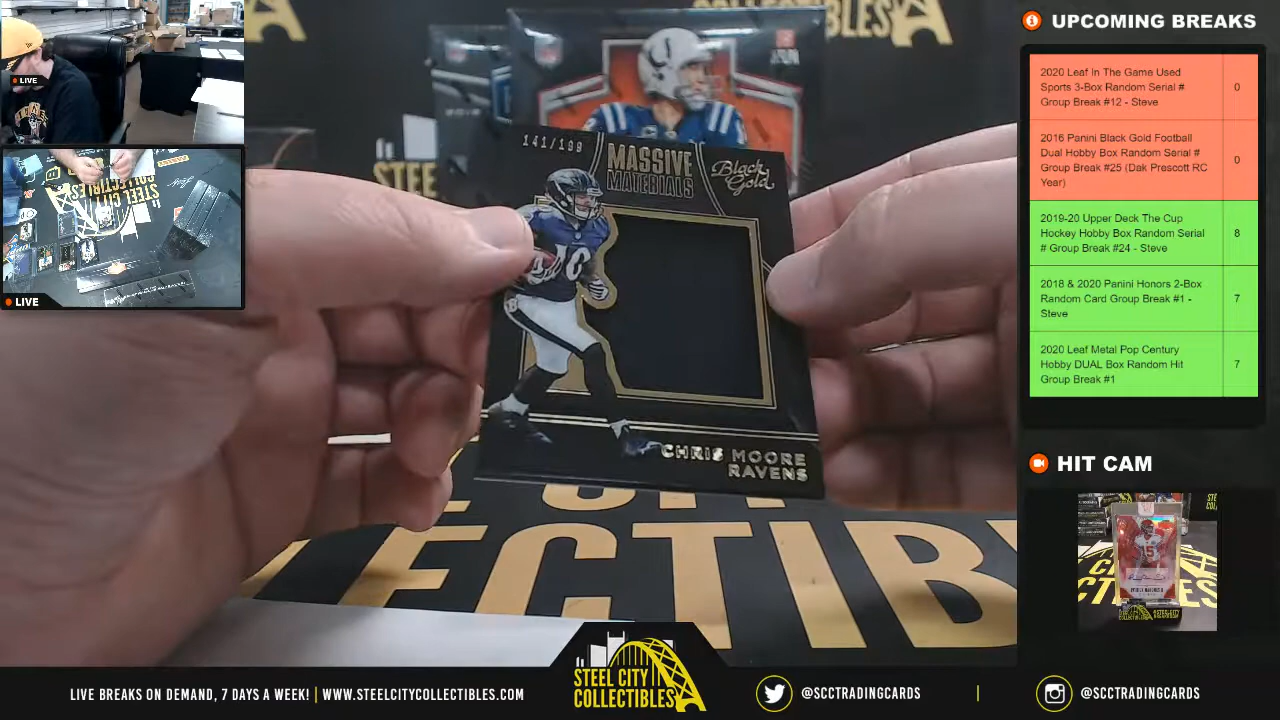 UPCOMING BREAKS
2020 Leaf In The Game Used
Sports 3-Box Random Serial #
Group Break #12 - Steve
0
2016 Panini Black Gold Football
Dual Hobby Box Random Serial #
Group Break #25 (Dak Prescott RC
Year)
0
2019-20 Upper Deck The Cup
Hockey Hobby Box Random Serial
# Group Break #24 - Steve
8
2018 & 2020 Panini Honors 2-Box
Random Card Group Break #1 -
Steve
7
2020 Leaf Metal Pop Century
Hobby DUAL Box Random Hit
Group Break #1
7
HIT CAM
LIVE
LIVE
COLLECTIBLES
STEE
141/199
MASSIVE
MATERIALS
Black
Gold
CHRIS MOORE
RAVENS
LIVE BREAKS ON DEMAND, 7 DAYS A WEEK! | WWW.STEELCITYCOLLECTIBLES.COM
STEEL CITY
COLLECTIBLES
@SCCTRADINGCARDS
@SCCTRADINGCARDS